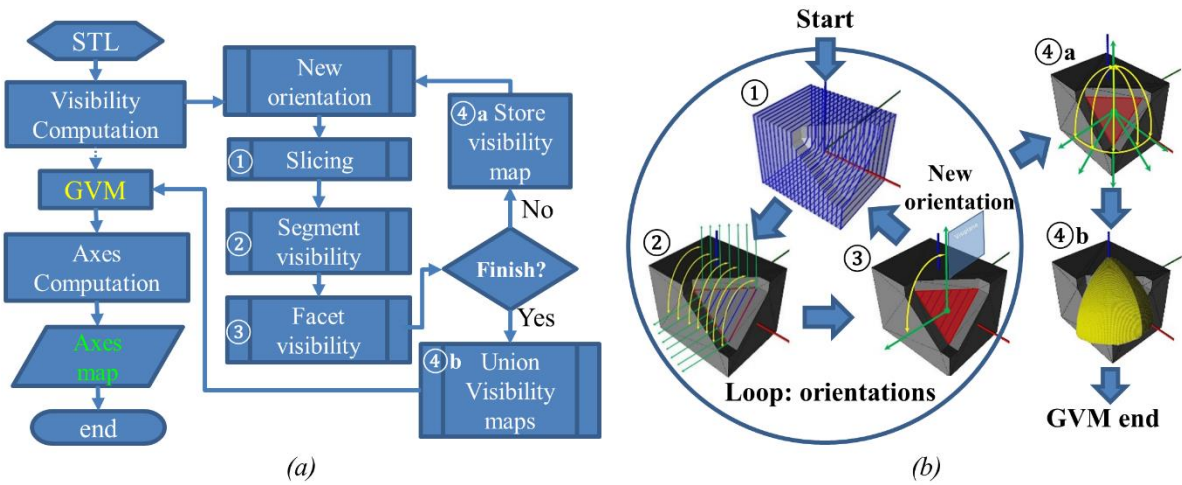 STL
Visibility
Computation
GVM
Axes
Computation
Axes
map
end
New
orientation
① Slicing
② Segment
visibility
③ Facet
visibility
④a Store
visibility
map
No
Finish?
Yes
④b Union
Visibility
maps
(a)
Start
①
②
③
New
orientation
Loop: orientations
④a
④b
GVM end
(b)